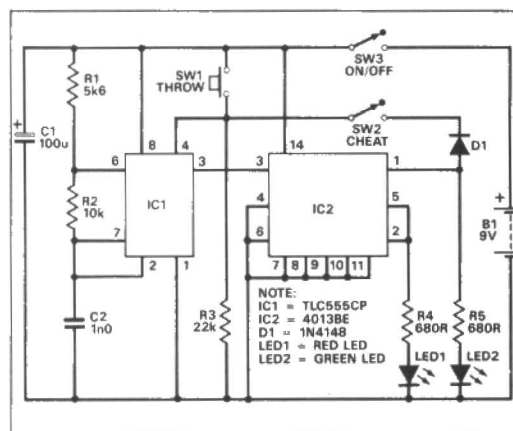 SW3
ON/OFF
R1
5k6
SW1
THROW
+
C1
100u
8
4
14
SW2
CHEAT
6
3
3
1
D1
R2
10k
IC1
4
IC2
5
+
B1
9V
7
6
2
2
1
7
8
9
10
11
C2
1n0
R3
22k
NOTE:
IC1 = TLC555CP
IC2 = 4013BE
D1 = 1N4148
LED1 = RED LED
LED2 = GREEN LED
R4
680R
R5
680R
LED1
LED2